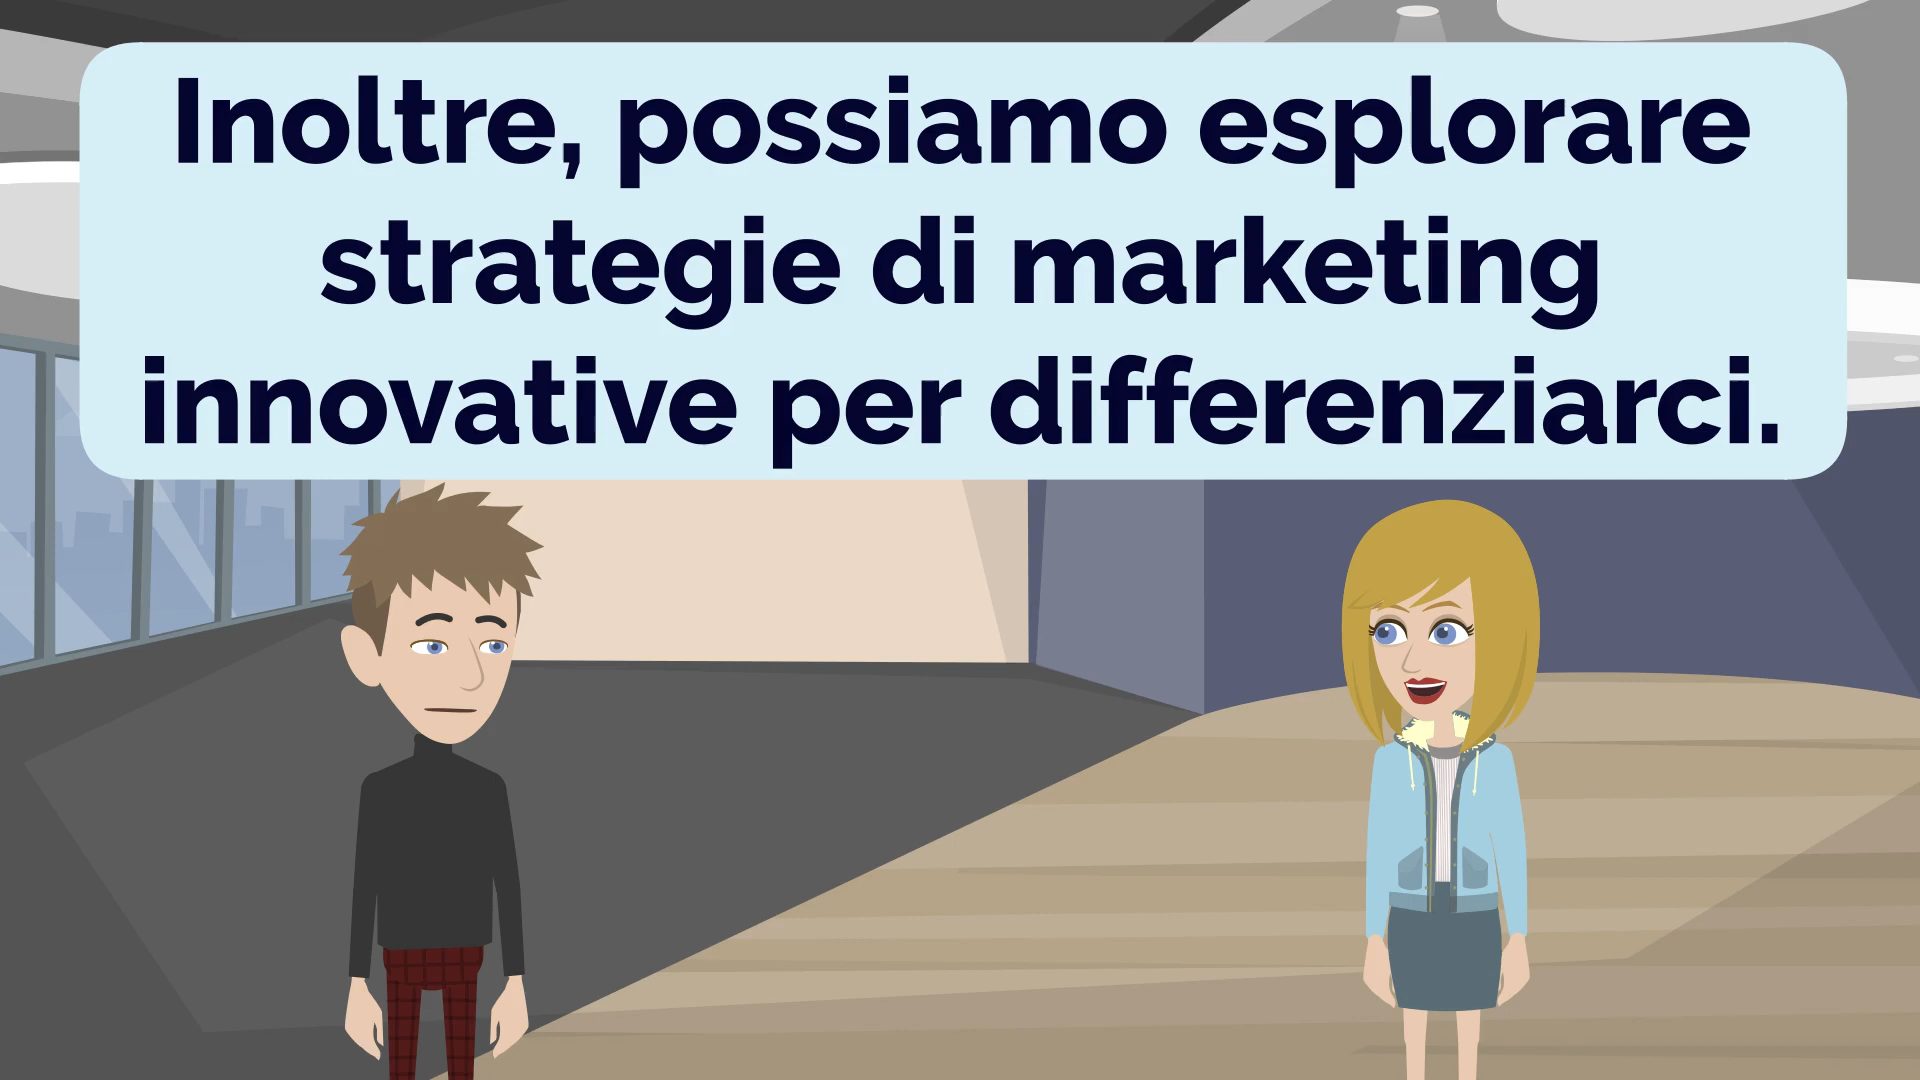 Inoltre, possiamo esplorare
strategie di marketing
innovative per differenziarci.